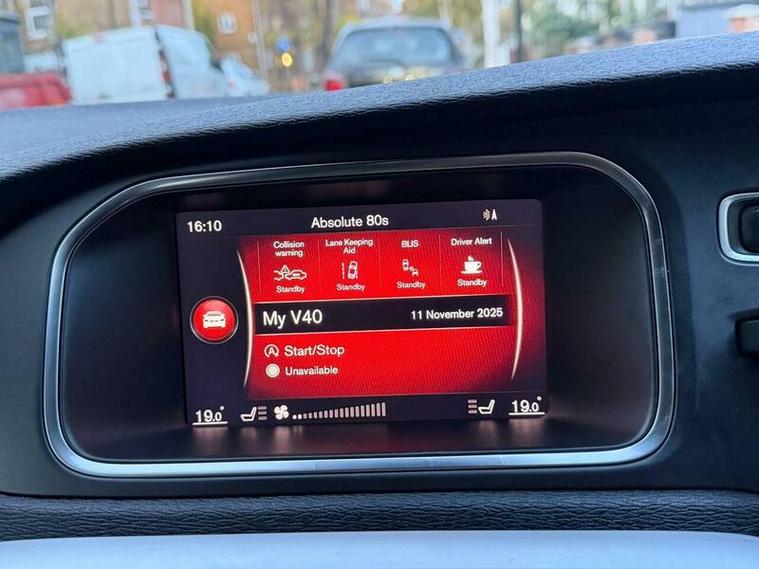 16:10
Absolute 80s
Collision warning
Lane Keeping Aid
BLIS
Driver Alert
Standby
Standby
Standby
Standby
My V40
11 November 2025
Start/Stop
Unavailable
19.0°
19.0°